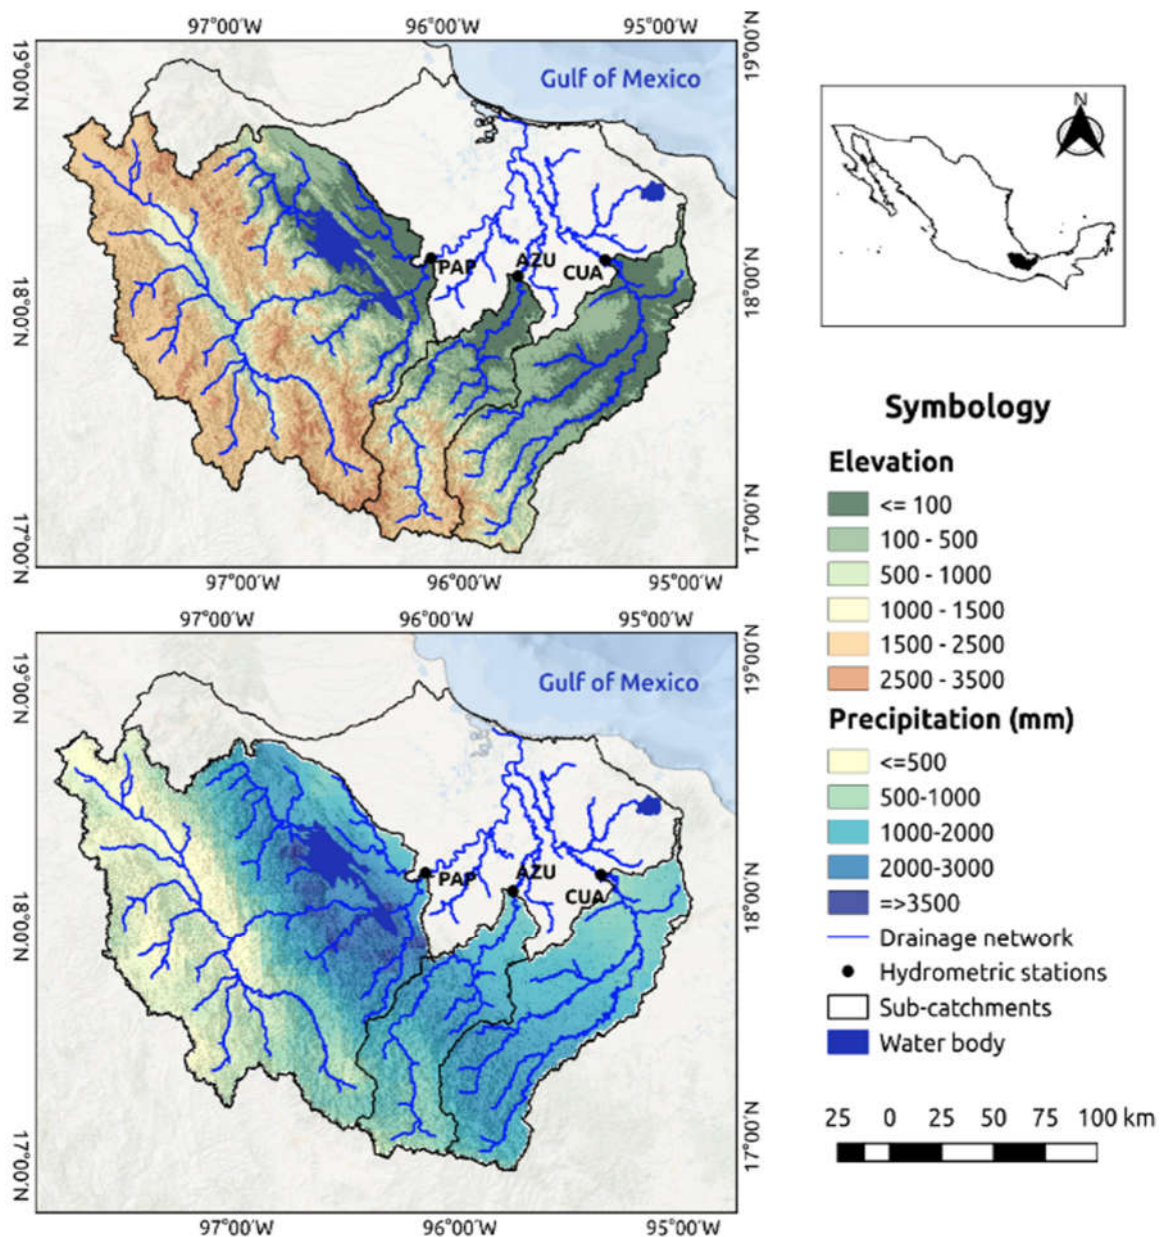 97°00´W 96°00´W 95°00´W
19°00´N
19°00´N
Gulf of Mexico
PAP
AZU
CUA
18°00´N
18°00´N
17°00´N
17°00´N
97°00´W 96°00´W 95°00´W
97°00´W 96°00´W 95°00´W
19°00´N
19°00´N
Gulf of Mexico
PAP
AZU
CUA
18°00´N
18°00´N
17°00´N
17°00´N
97°00´W 96°00´W 95°00´W
N
Symbology
Elevation
<= 100
100 - 500
500 - 1000
1000 - 1500
1500 - 2500
2500 - 3500
Precipitation (mm)
<=500
500-1000
1000-2000
2000-3000
=>3500
Drainage network
Hydrometric stations
Sub-catchments
Water body
25 0 25 50 75 100 km